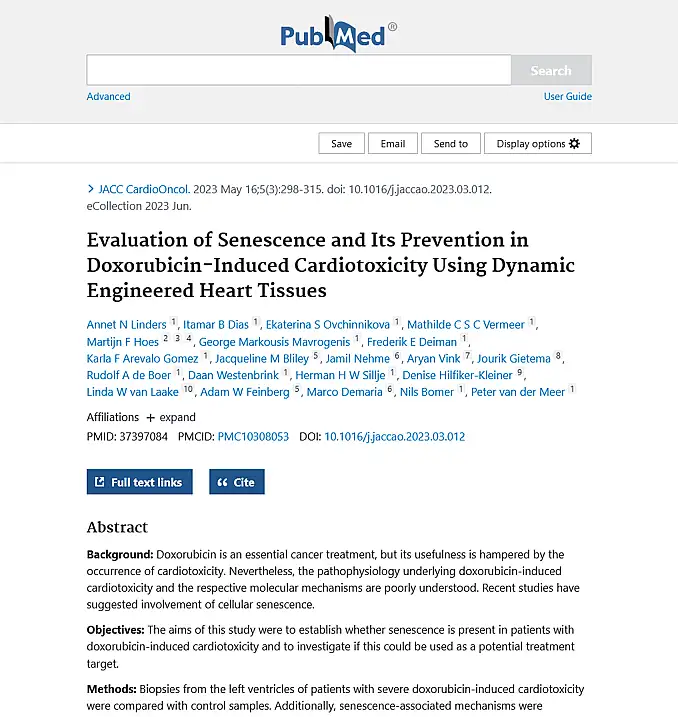 PubMed®
Search
Advanced
User Guide
Save
Email
Send to
Display options
JACC CardioOncol. 2023 May 16;5(3):298-315. doi: 10.1016/j.jaccao.2023.03.012.
eCollection 2023 Jun.
Evaluation of Senescence and Its Prevention in
Doxorubicin-Induced Cardiotoxicity Using Dynamic
Engineered Heart Tissues
Annet N Linders 1, Itamar B Dias 1, Ekaterina S Ovchinnikova 1, Mathilde C S C Vermeer 1,
Martijn F Hoes 2 3 4, George Markousis Mavrogenis 1, Frederik E Deiman 1,
Karla F Arevalo Gomez 1, Jacqueline M Bliley 5, Jamil Nehme 6, Aryan Vink 7, Jourik Gietema 8,
Rudolf A de Boer 1, Daan Westenbrink 1, Herman H W Sillje 1, Denise Hilfiker-Kleiner 9,
Linda W van Laake 10, Adam W Feinberg 5, Marco Demaria 6, Nils Bomer 1, Peter van der Meer 1
Affiliations + expand
PMID: 37397084 PMCID: PMC10308053 DOI: 10.1016/j.jaccao.2023.03.012
Full text links
Cite
Abstract
Background: Doxorubicin is an essential cancer treatment, but its usefulness is hampered by the
occurrence of cardiotoxicity. Nevertheless, the pathophysiology underlying doxorubicin-induced
cardiotoxicity and the respective molecular mechanisms are poorly understood. Recent studies have
suggested involvement of cellular senescence.
Objectives: The aims of this study were to establish whether senescence is present in patients with
doxorubicin-induced cardiotoxicity and to investigate if this could be used as a potential treatment
target.
Methods: Biopsies from the left ventricles of patients with severe doxorubicin-induced cardiotoxicity
were compared with control samples. Additionally, senescence-associated mechanisms were